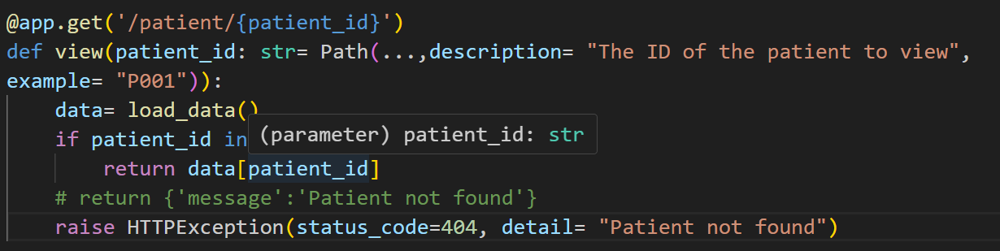 @app.get('/patient/{patient_id}')
def view(patient_id: str= Path(...,description= "The ID of the patient to view",
example= "P001")):
    data= load_data()
    if patient_id in
(parameter) patient_id: str
        return data[patient_id]
    # return {'message':'Patient not found'}
    raise HTTPException(status_code=404, detail= "Patient not found")